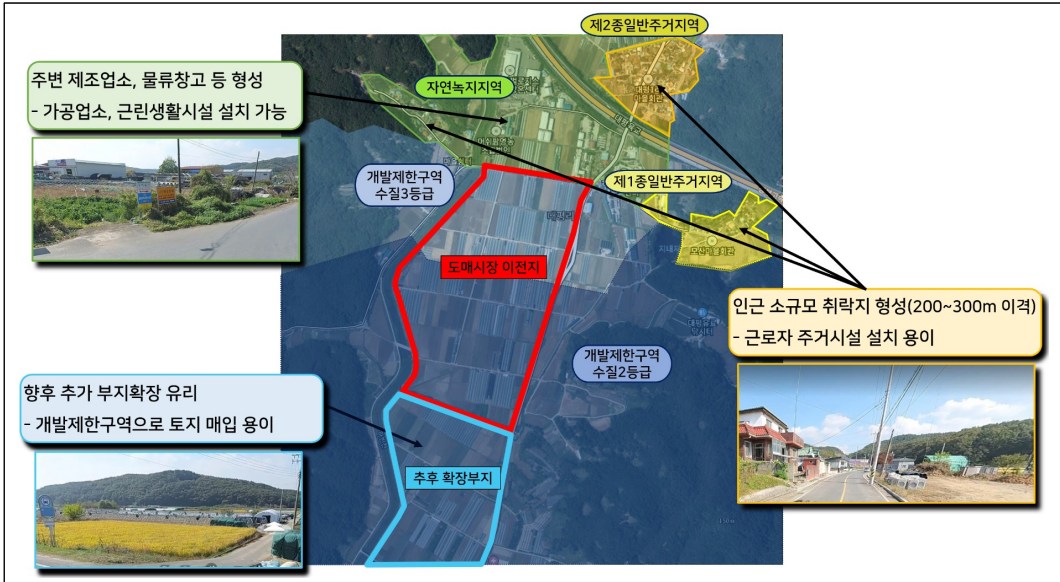 제2종일반주거지역
주변 제조업소, 물류창고 등 형성
- 가공업소, 근린생활시설 설치 가능
자연녹지지역
개발제한구역
수질3등급
제1종일반주거지역
도매시장 이전지
인근 소규모 취락지 형성(200~300m 이격)
- 근로자 주거시설 설치 용이
개발제한구역
수질2등급
향후 추가 부지확장 유리
- 개발제한구역으로 토지 매입 용이
추후 확장부지